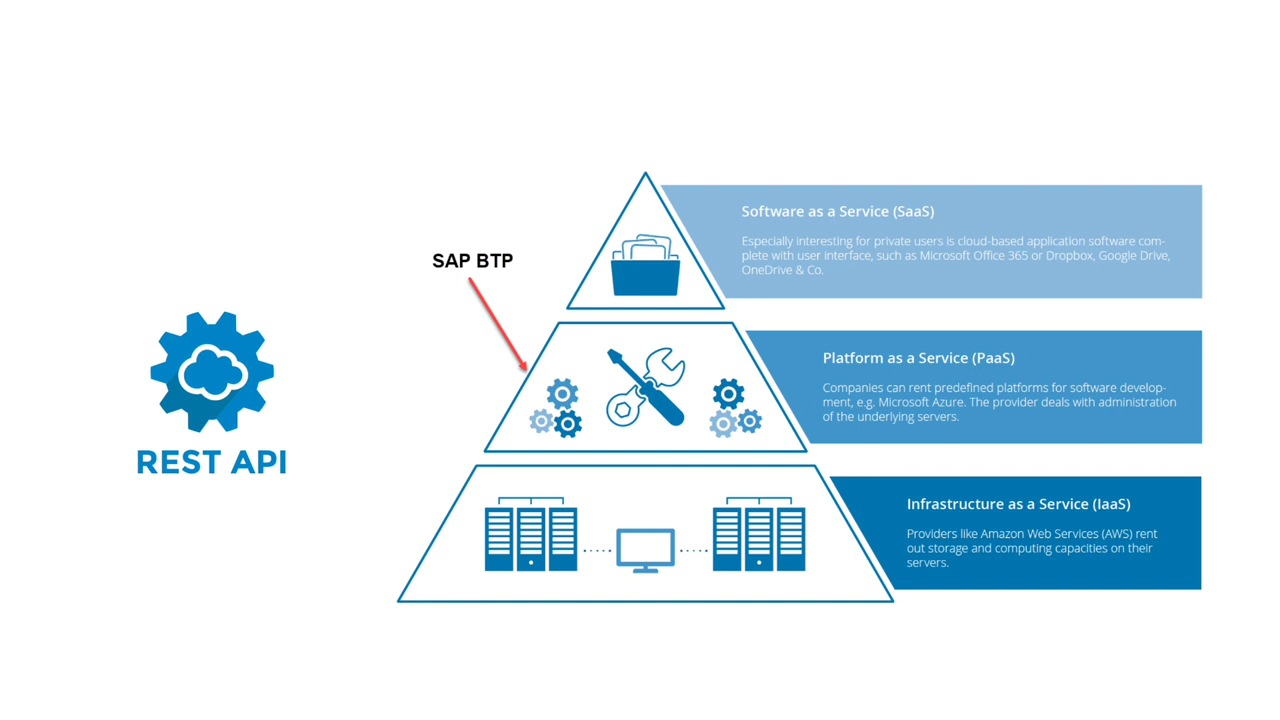 SAP BTP
REST API
Software as a Service (SaaS)
Especially interesting for private users is cloud-based application software com-
plete with user interface, such as Microsoft Office 365 or Dropbox, Google Drive,
OneDrive & Co.
Platform as a Service (PaaS)
Companies can rent predefined platforms for software develop-
ment, e.g. Microsoft Azure. The provider deals with administration
of the underlying servers.
Infrastructure as a Service (IaaS)
Providers like Amazon Web Services (AWS) rent
out storage and computing capacities on their
servers.